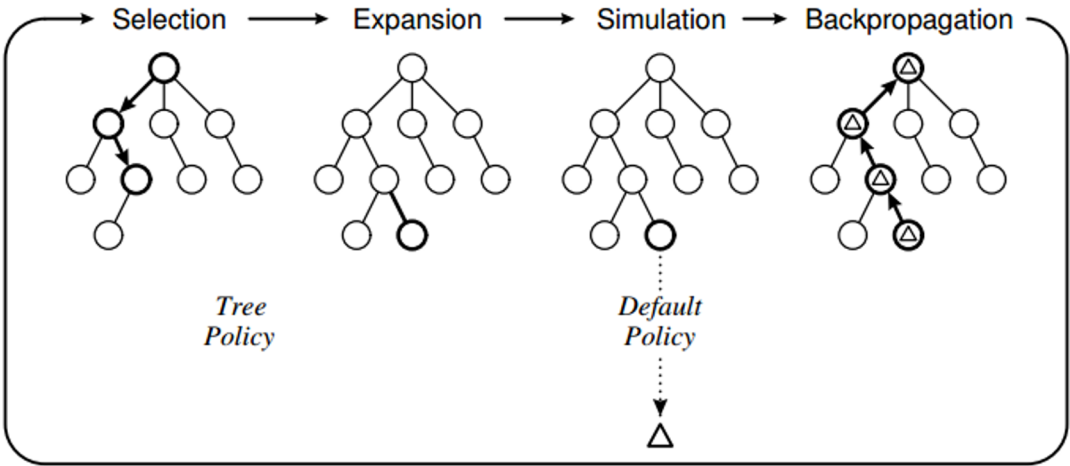 Selection
Expansion
Simulation
Backpropagation
Tree
Policy
Default
Policy